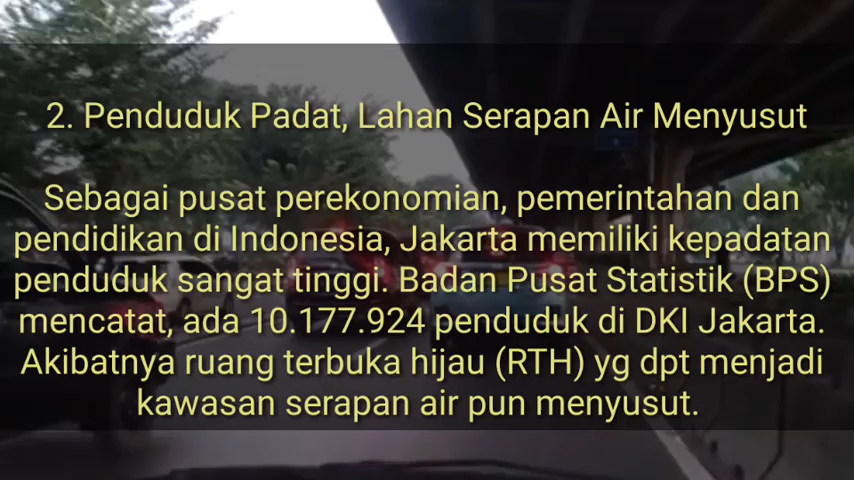 2. Penduduk Padat, Lahan Serapan Air Menyusut
Sebagai pusat perekonomian, pemerintahan dan
pendidikan di Indonesia, Jakarta memiliki kepadatan
penduduk sangat tinggi. Badan Pusat Statistik (BPS)
mencatat, ada 10.177.924 penduduk di DKI Jakarta.
Akibatnya ruang terbuka hijau (RTH) yg dpt menjadi
kawasan serapan air pun menyusut.